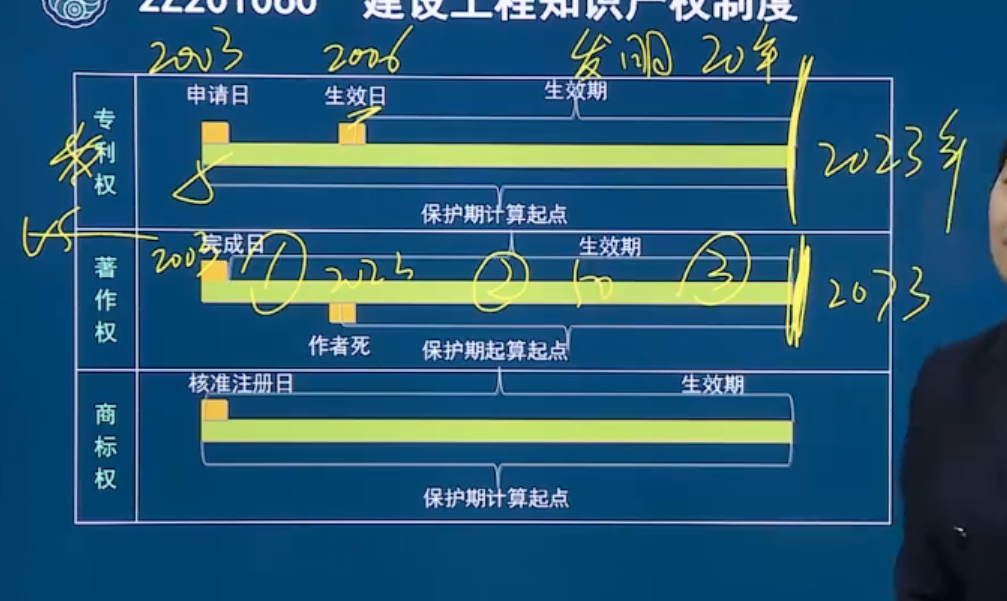 2Z201060 建设工程知识产权制度
2003 2006 发明 20年
申请日 生效日 生效期
专利权
2023年
保护期计算起点
完成日 生效期
著作权
2003 ① ② 50 ③ 2073
作者死 保护期起算起点
核准注册日 生效期
商标权
保护期计算起点